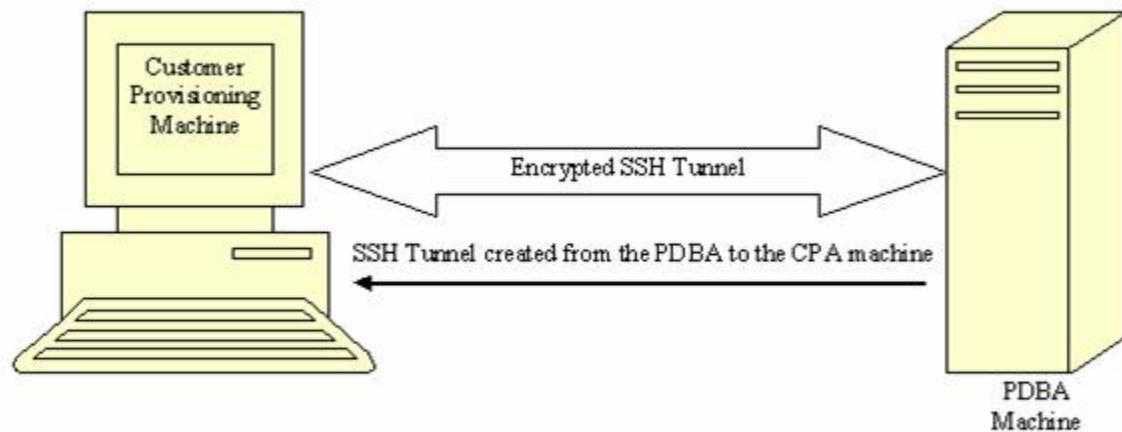 Customer
Provisioning
Machine
Encrypted SSH Tunnel
SSH Tunnel created from the PDBA to the CPA machine
PDBA
Machine